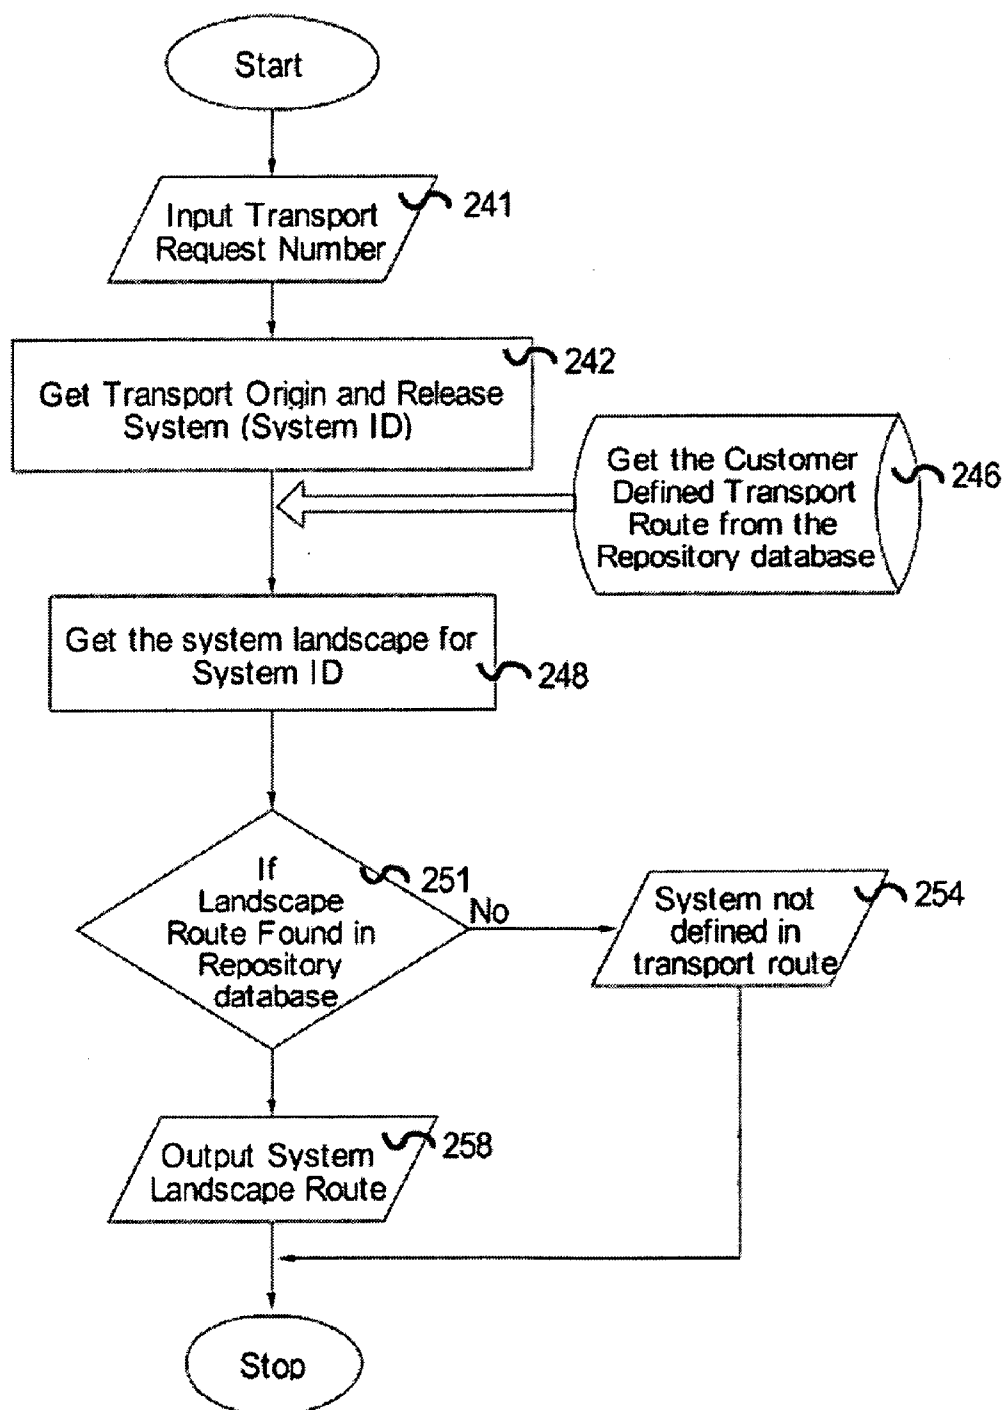 Start
Input Transport
Request Number
241
Get Transport Origin and Release
System (System ID)
242
Get the Customer
Defined Transport
Route from the
Repository database
246
Get the system landscape for
System ID
248
If
Landscape
Route Found in
Repository
database
251
No
System not
defined in
transport route
254
Output System
Landscape Route
258
Stop